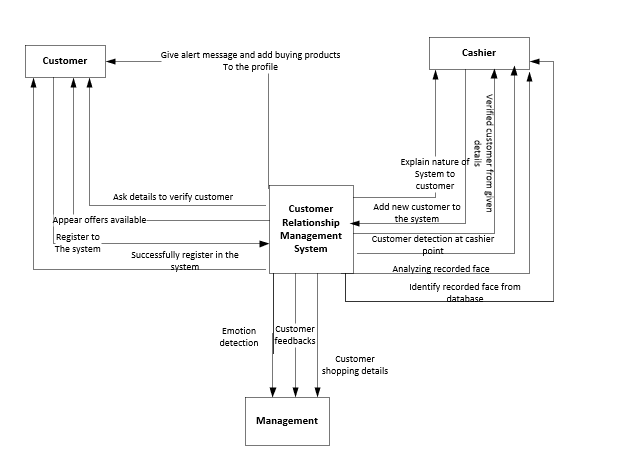 Customer
Give alert message and add buying products
To the profile
Cashier
Verified customer from given
details
Explain nature of
System to
customer
Ask details to verify customer
Add new customer to
the system
Customer
Relationship
Management
System
Appear offers available
Register to
The system
Customer detection at cashier
point
Successfully register in the
system
Analyzing recorded face
Identify recorded face from
database
Emotion
detection
Customer
feedbacks
Customer
shopping details
Management